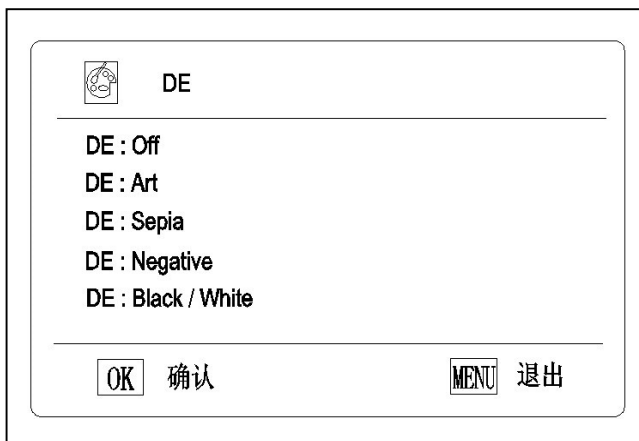 DE
DE : Off
DE : Art
DE : Sepia
DE : Negative
DE : Black / White
OK 确认 MENU 退出